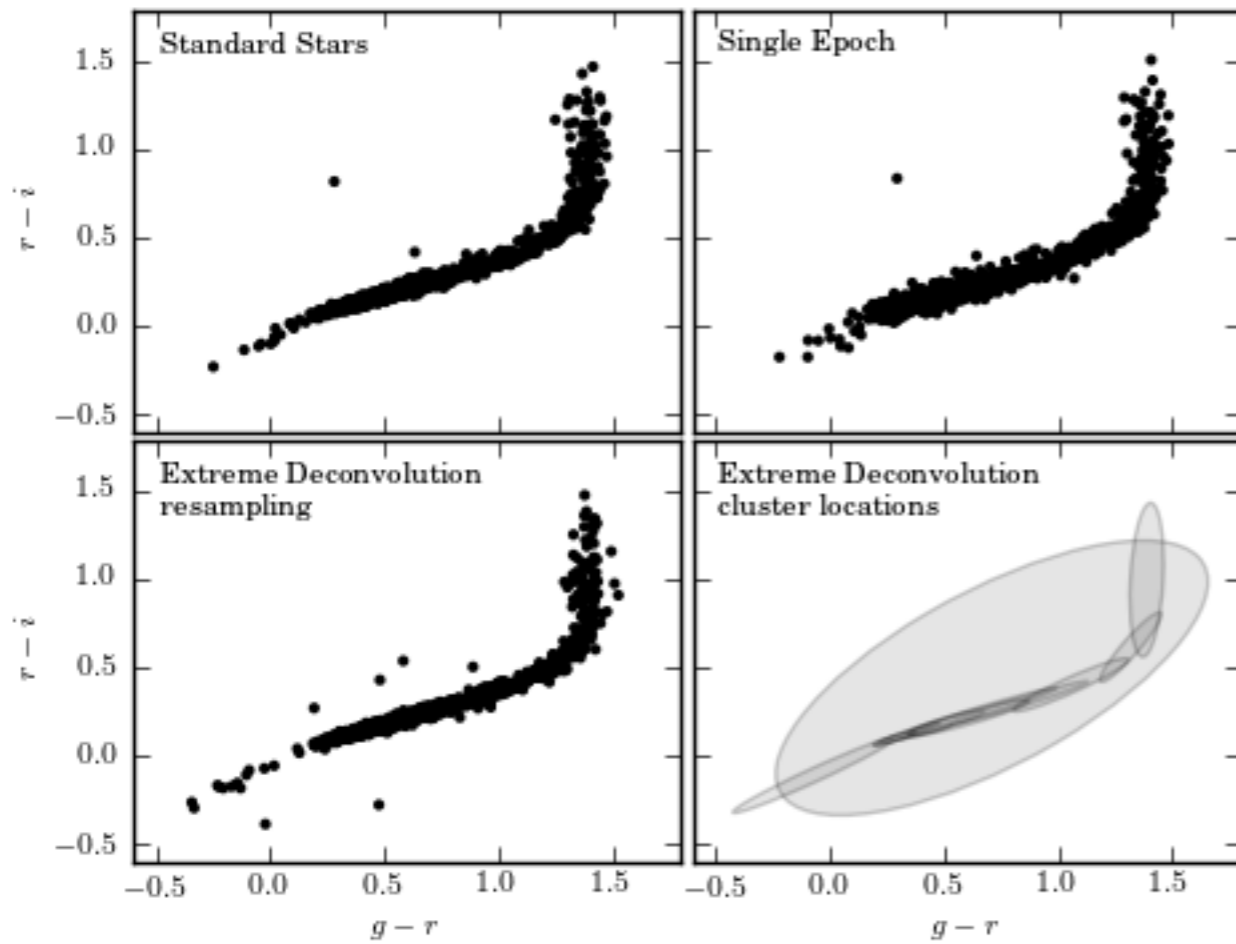 Standard Stars
Single Epoch
1.5
1.0
0.5
0.0
−0.5
r − i
Extreme Deconvolution
resampling
Extreme Deconvolution
cluster locations
1.5
1.0
0.5
0.0
−0.5
r − i
−0.5 0.0 0.5 1.0 1.5
−0.5 0.0 0.5 1.0 1.5
g − r
g − r